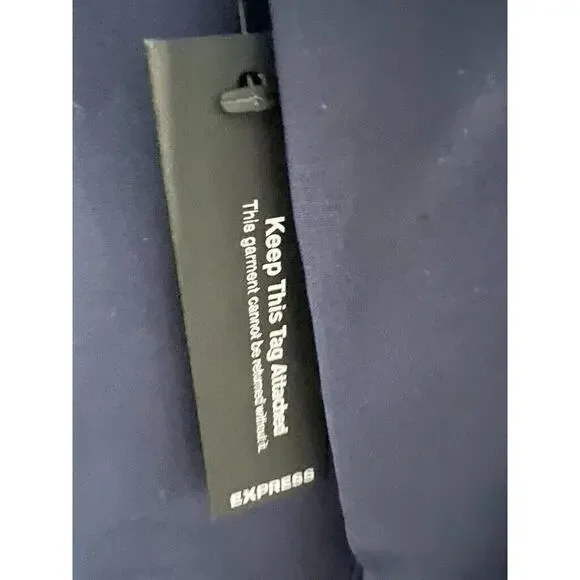 Keep This Tag Attached
This garment cannot be returned without it.
EXPRESS